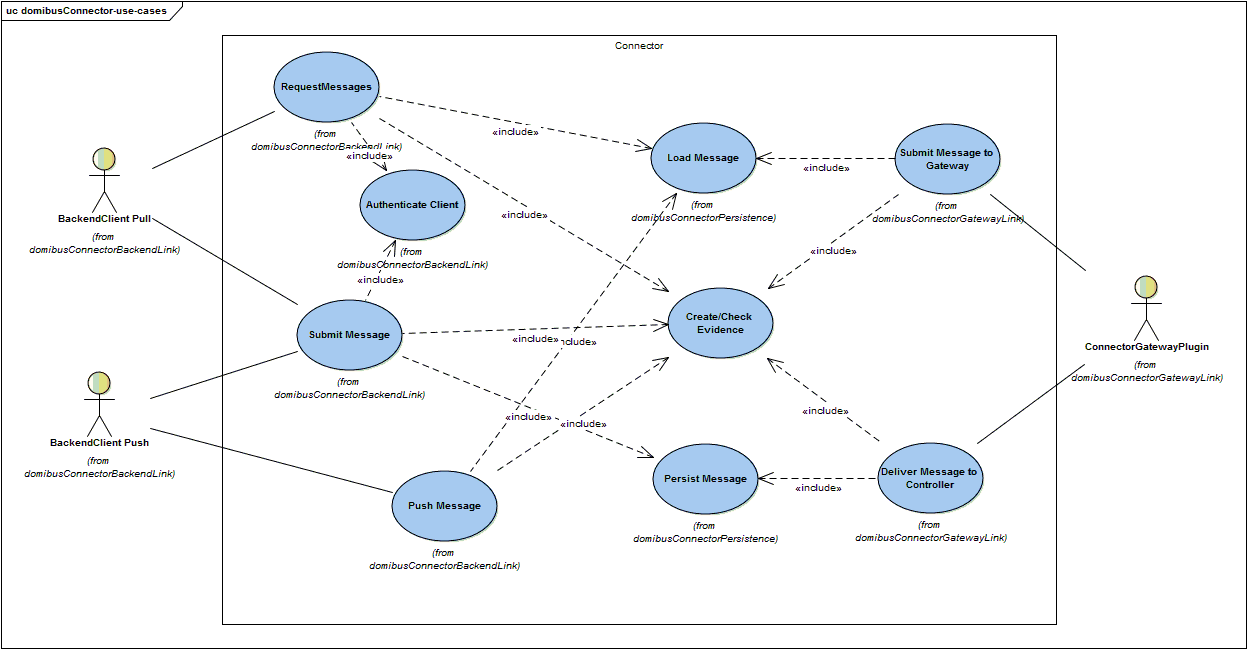 uc domibusConnector-use-cases
Connector
RequestMessages
(from
domibusConnectorBackendLink)
«include»
«include»
Load Message
(from
domibusConnectorPersistence)
Submit Message to
Gateway
(from
domibusConnectorGatewayLink)
«include»
BackendClient Pull
(from
domibusConnectorBackendLink)
Authenticate Client
(from
domibusConnectorBackendLink)
«include»
«include»
«include»
Create/Check
Evidence
ConnectorGatewayPlugin
(from
domibusConnectorGatewayLink)
Submit Message
(from
domibusConnectorBackendLink)
«include»
include»
BackendClient Push
(from
domibusConnectorBackendLink)
«include»
«include»
«include»
Persist Message
(from
domibusConnectorPersistence)
«include»
Deliver Message to
Controller
(from
domibusConnectorGatewayLink)
Push Message
(from
domibusConnectorBackendLink)